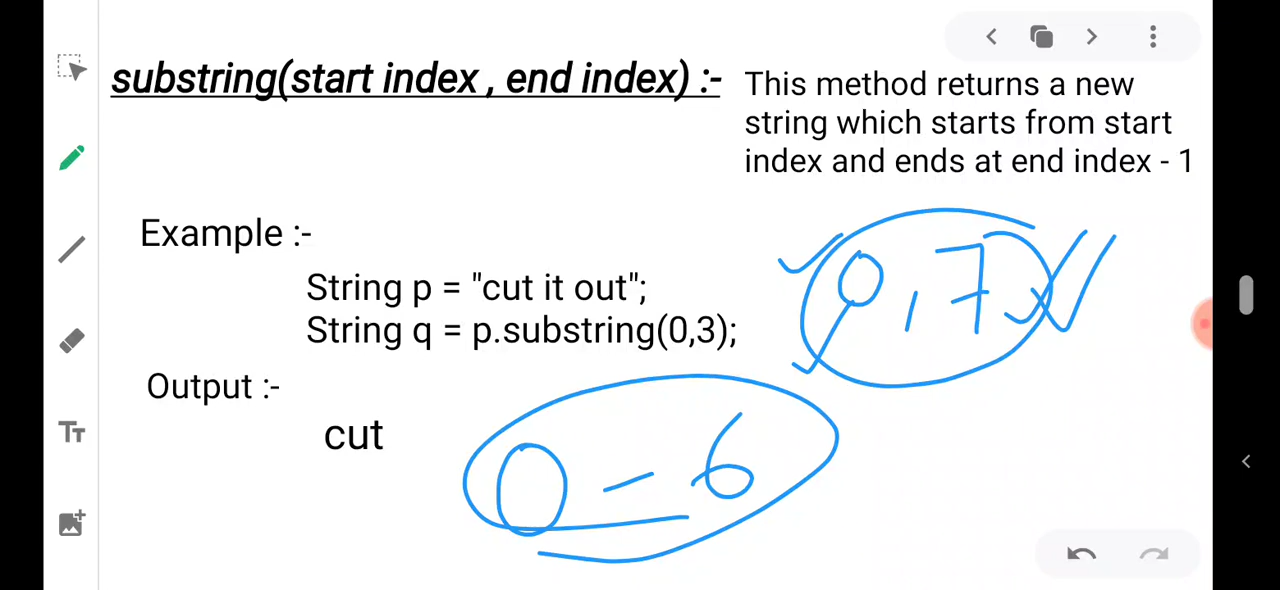 substring(start index , end index) :-
This method returns a new
string which starts from start
index and ends at end index - 1
Example :-
String p = "cut it out";
String q = p.substring(0,3);
0,7
Output :-
cut
0 - 6
Tт